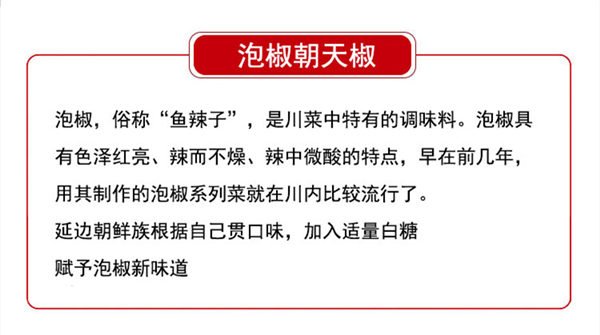 泡椒朝天椒
泡椒，俗称“鱼辣子”，是川菜中特有的调味料。泡椒具
有色泽红亮、辣而不燥、辣中微酸的特点，早在前几年，
用其制作的泡椒系列菜就在川内比较流行了。
延边朝鲜族根据自己贯口味，加入适量白糖
赋予泡椒新味道